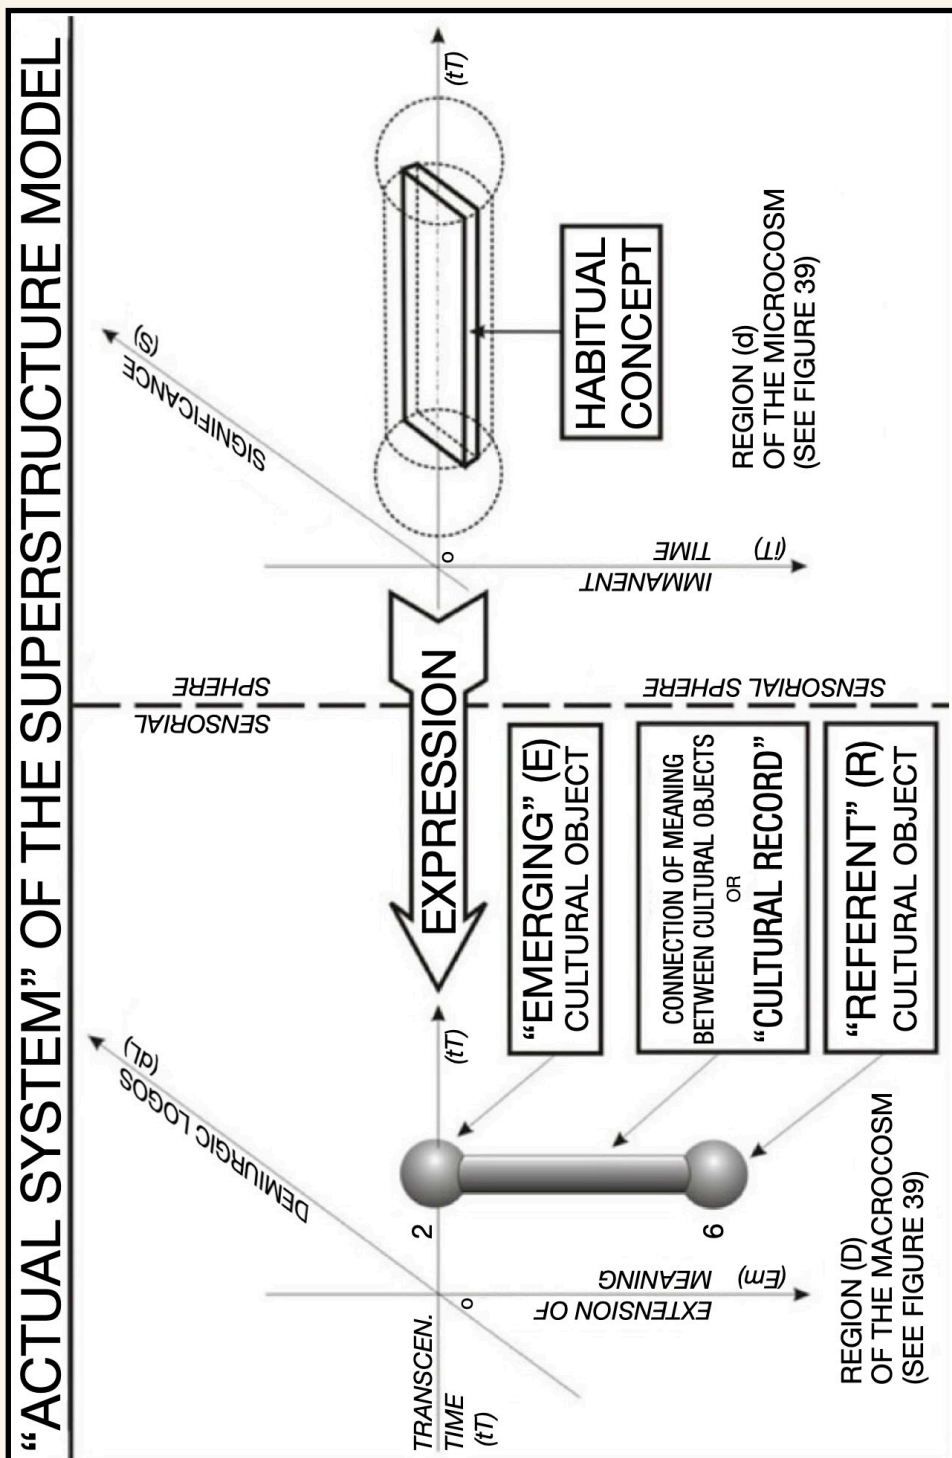 “ACTUAL SYSTEM” OF THE SUPERSTRUCTURE MODEL
DEMIURGIC LOGOS
(dL)
TRANSCEN.
TIME
(tT)
(tT)
o
EXTENSION OF
MEANING
(Em)
2
6
REGION (D)
OF THE MACROCOSM
(SEE FIGURE 39)
EXPRESSION
“EMERGING” (E)
CULTURAL OBJECT
CONNECTION OF MEANING
BETWEEN CULTURAL OBJECTS
OR
“CULTURAL RECORD”
“REFERENT” (R)
CULTURAL OBJECT
SENSORIAL
SPHERE
SENSORIAL SPHERE
SIGNIFICANCE
(S)
(tT)
o
IMMANENT
TIME
(iT)
HABITUAL
CONCEPT
REGION (d)
OF THE MICROCOSM
(SEE FIGURE 39)